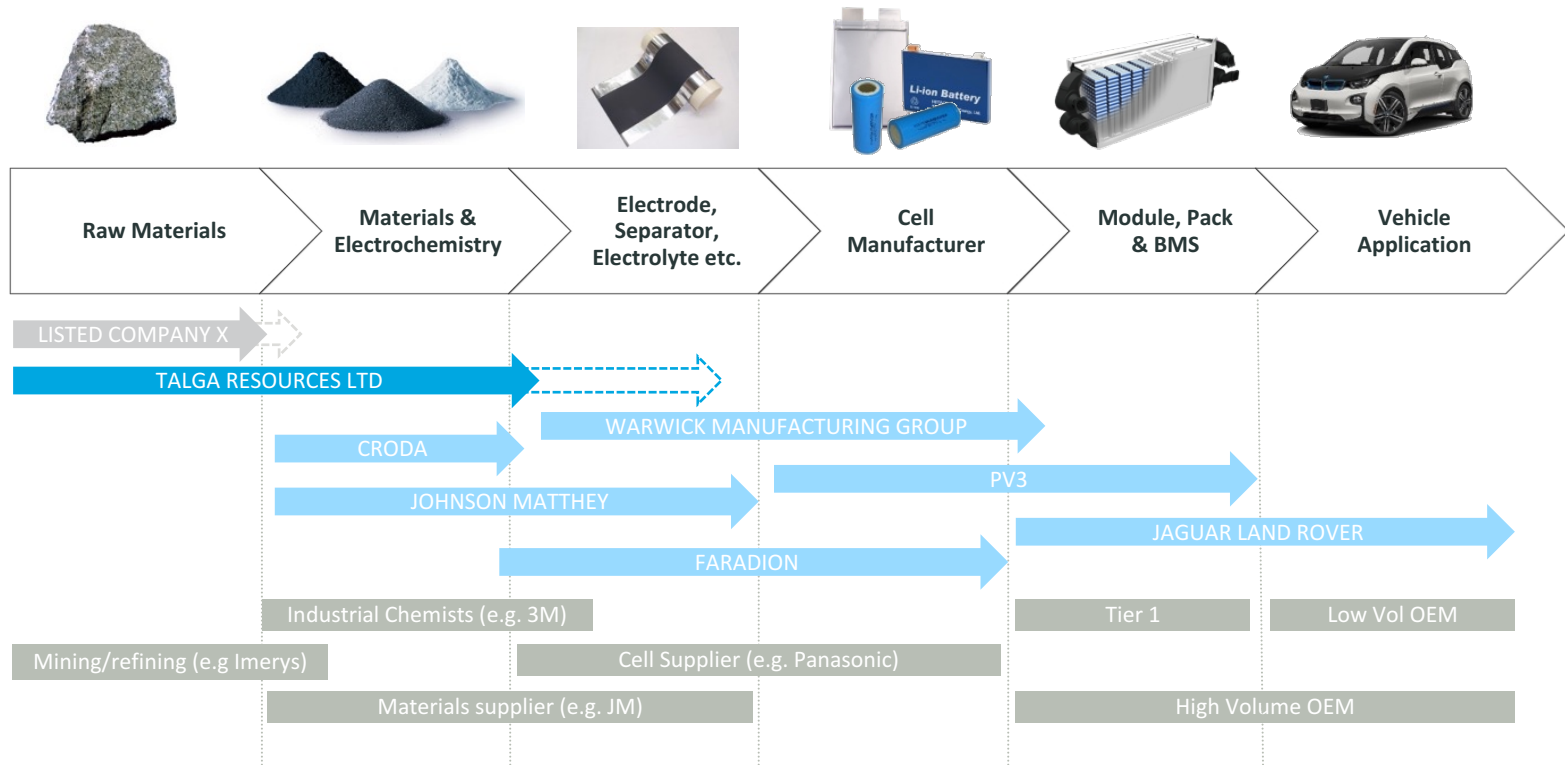 Li-ion Battery
Raw Materials
Materials &
Electrochemistry
Electrode,
Separator,
Electrolyte etc.
Cell
Manufacturer
Module, Pack
& BMS
Vehicle
Application
LISTED COMPANY X
TALGA RESOURCES LTD
WARWICK MANUFACTURING GROUP
CRODA
PV3
JOHNSON MATTHEY
JAGUAR LAND ROVER
FARADION
Industrial Chemists (e.g. 3M)
Tier 1
Low Vol OEM
Mining/refining (e.g Imerys)
Cell Supplier (e.g. Panasonic)
Materials supplier (e.g. JM)
High Volume OEM